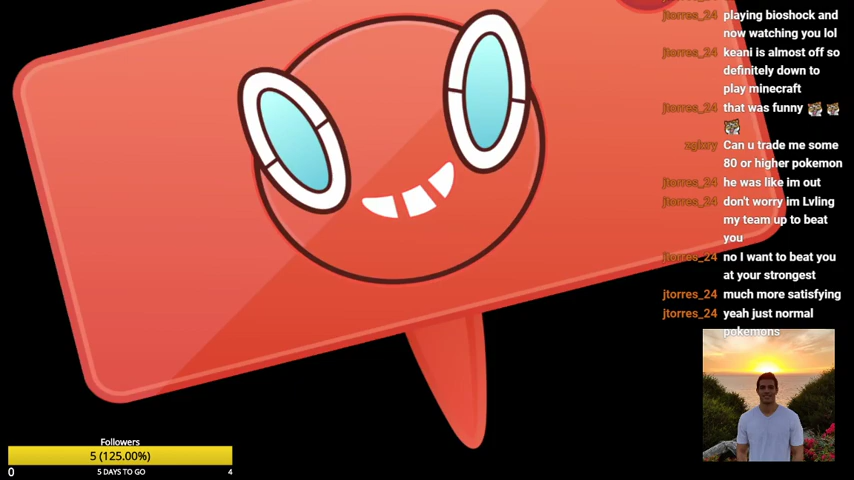 jtorres_24 playing bioshock and
now watching you lol
jtorres_24 keani is almost off so
definitely down to
play minecraft
jtorres_24 that was funny
zglory Can u trade me some
80 or higher pokemon
jtorres_24 he was like im out
jtorres_24 don't worry im Lvling
my team up to beat
you
jtorres_24 no I want to beat you
at your strongest
jtorres_24 much more satisfying
jtorres_24 yeah just normal
pokemons
Followers
5 (125.00%)
0 5 DAYS TO GO 4